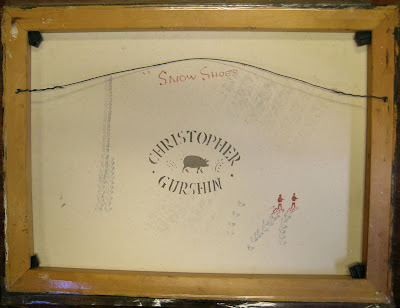 " SNOW SHOES
CHRISTOPHER
· GURSHIN ·